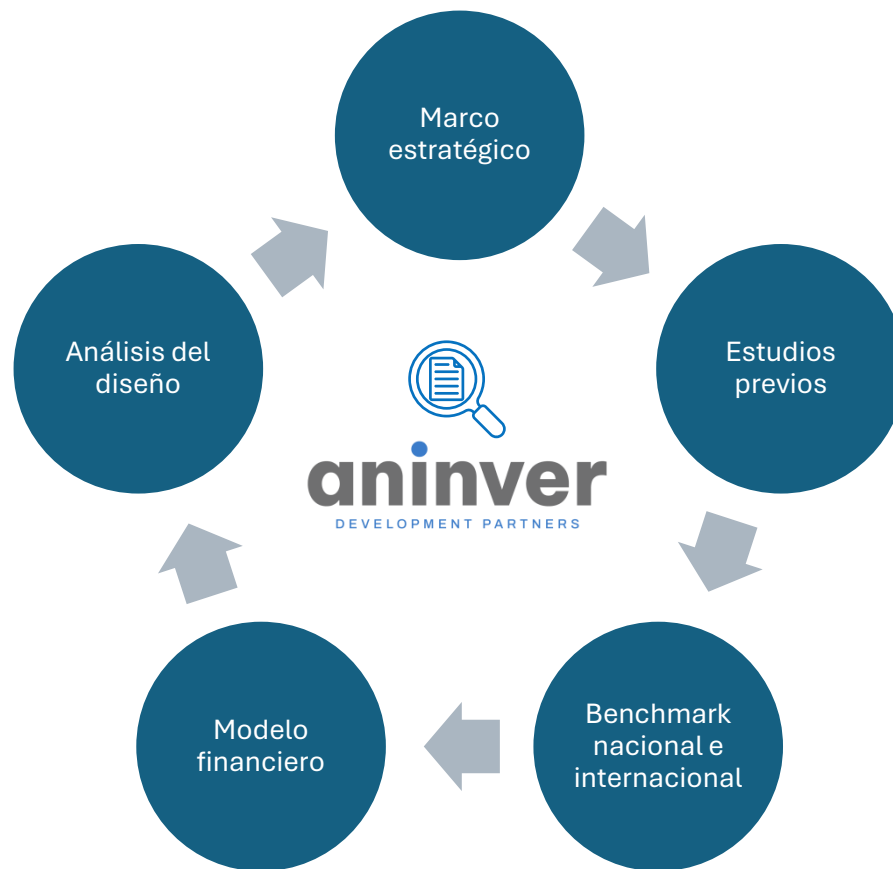 Marco
estratégico
Estudios
previos
Benchmark
nacional e
internacional
Modelo
financiero
Análisis del
diseño
aninver
DEVELOPMENT PARTNERS